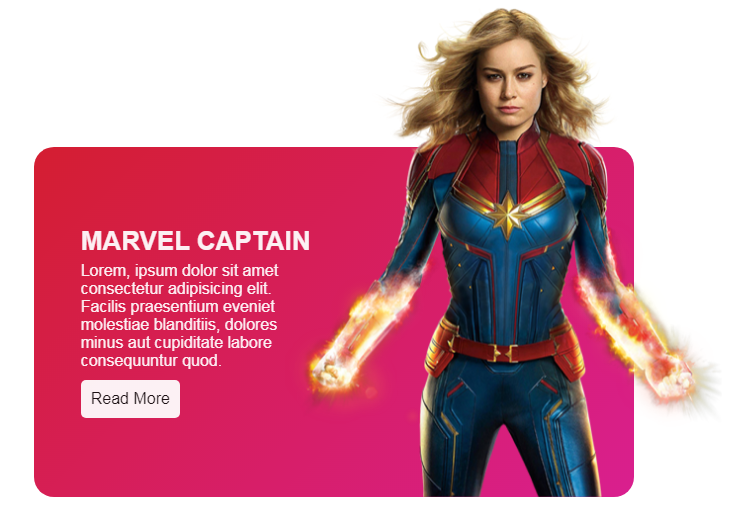 MARVEL CAPTAIN
Lorem, ipsum dolor sit amet
consectetur adipisicing elit.
Facilis praesentium eveniet
molestiae blanditiis, dolores
minus aut cupiditate labore
consequuntur quod.
Read More